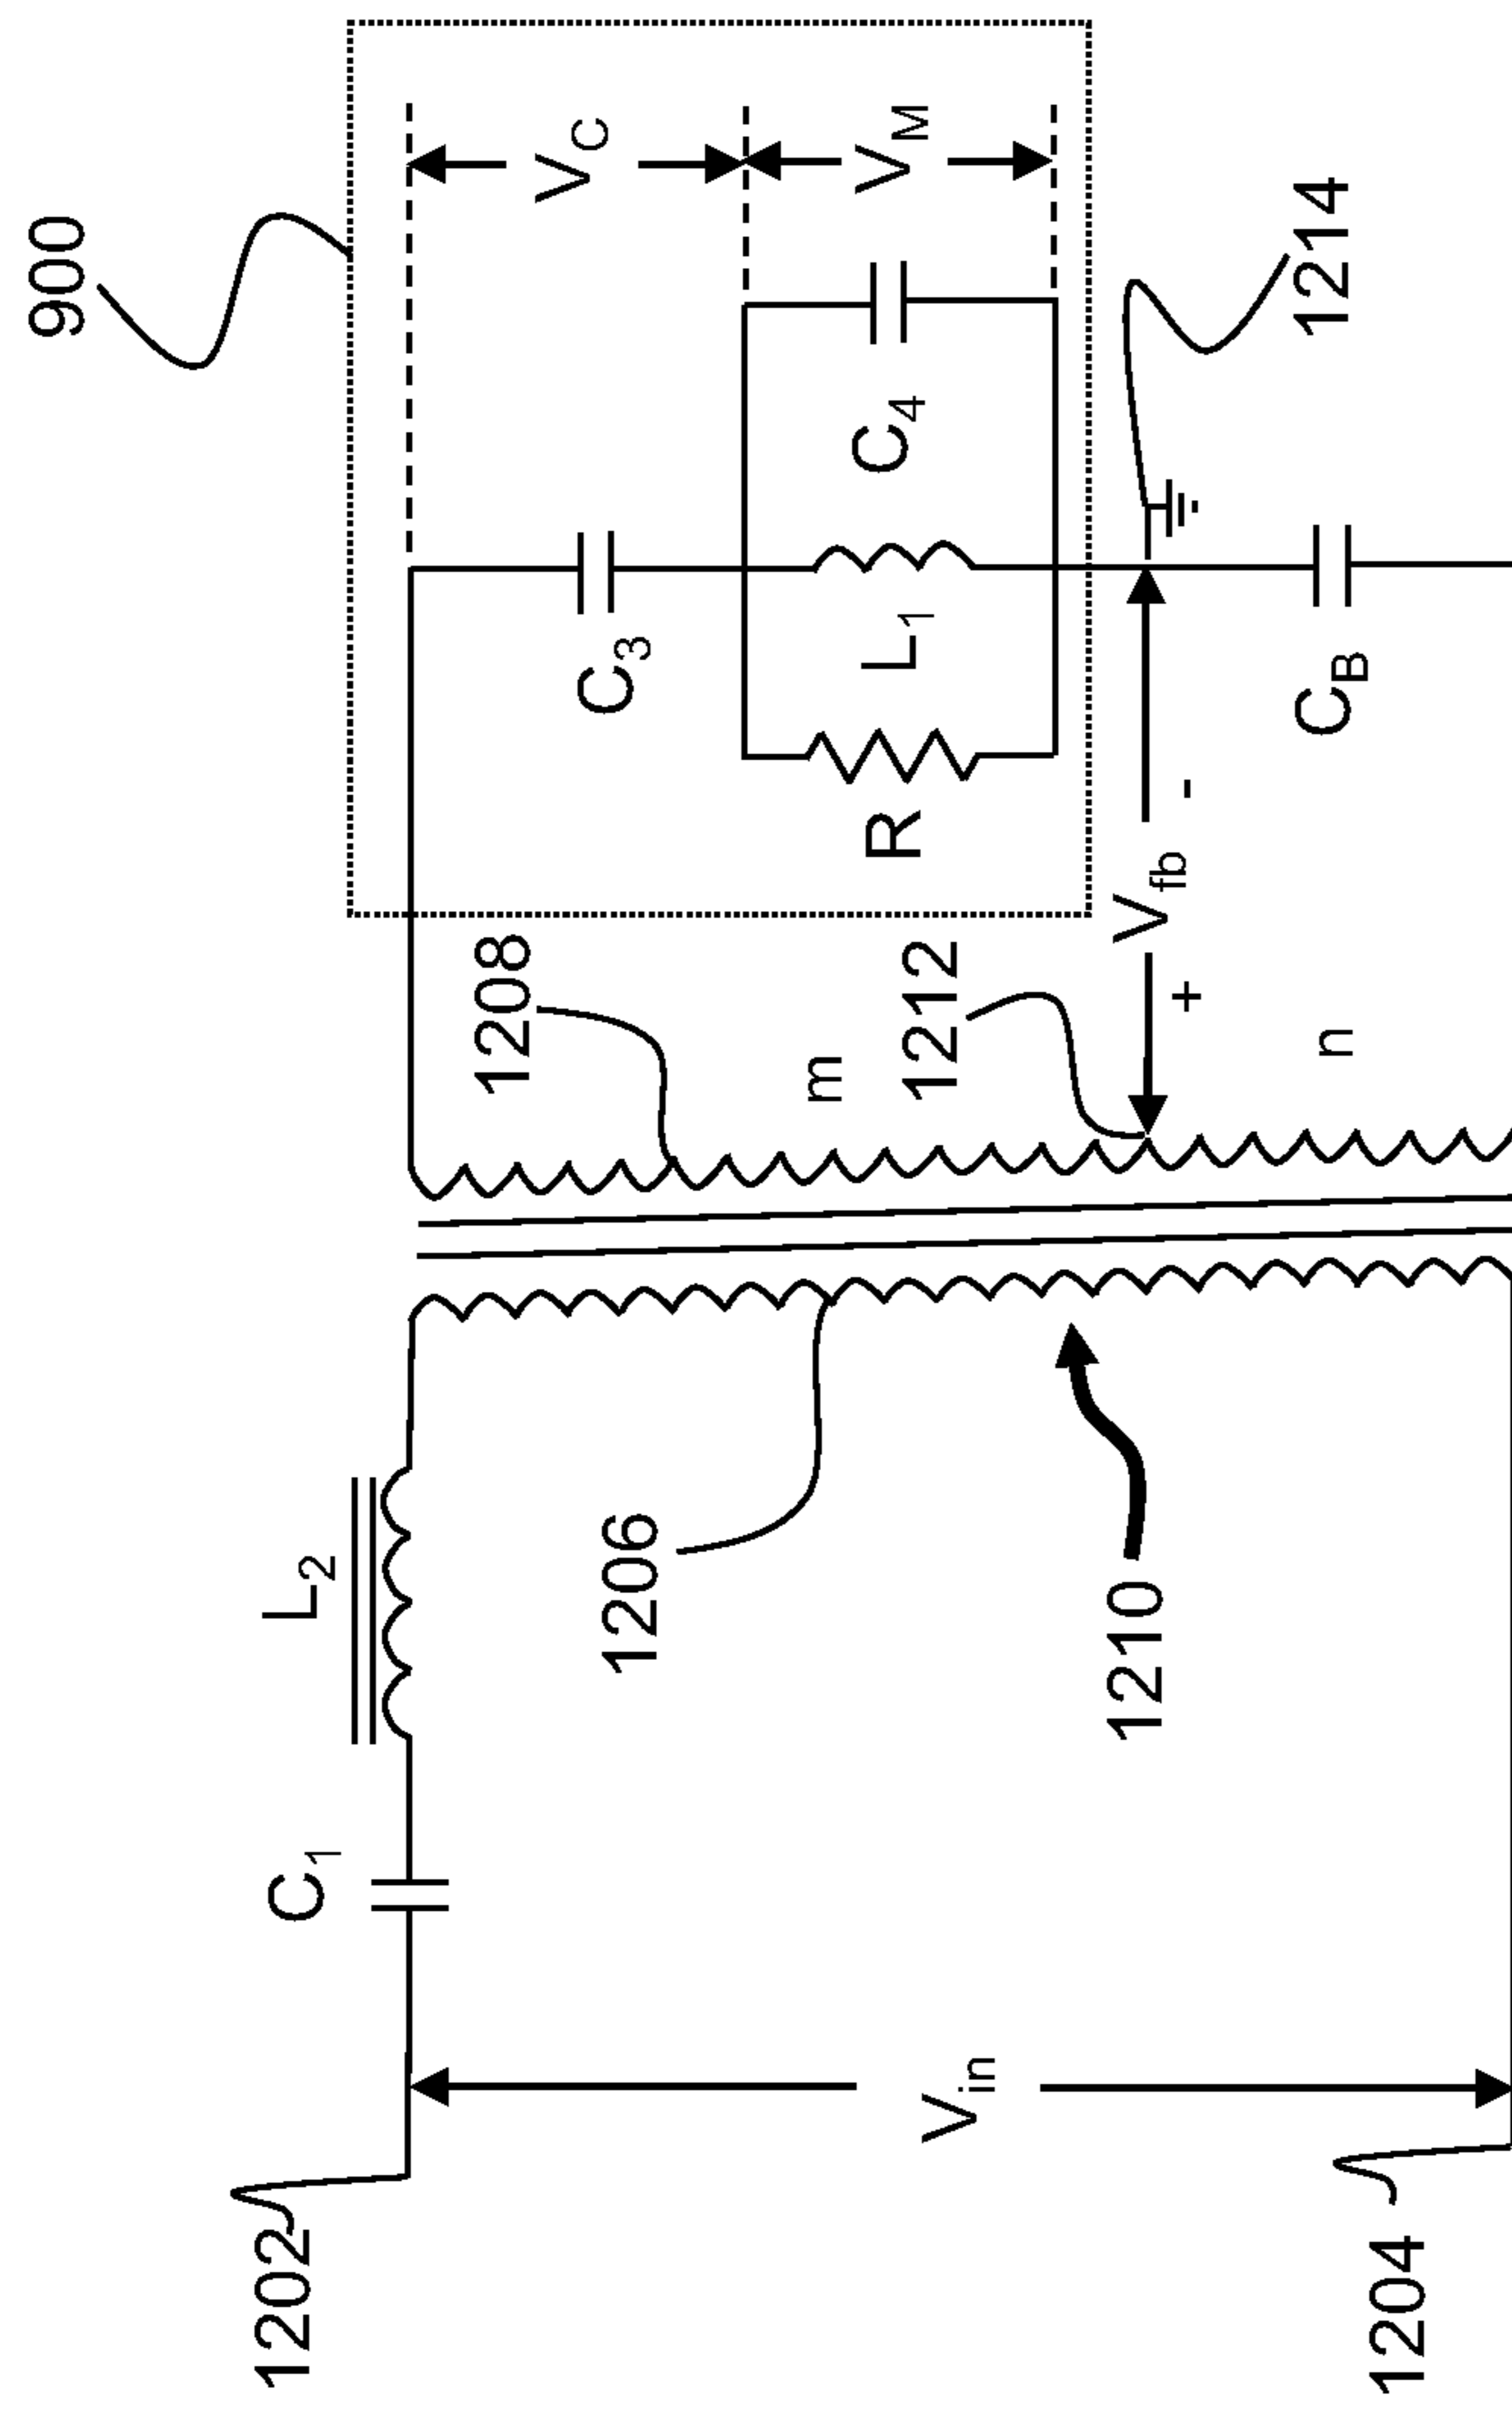 900
V_C
V_M
C_3
C_4
L_1
R
1214
C_B
V_fb
+
-
1208
1212
m
n
L_2
1206
1210
C_1
V_in
1202
1204